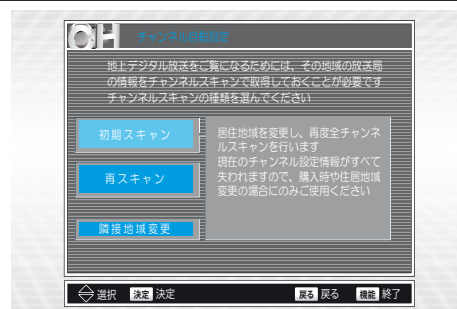 CH チャンネル自動設定
地上デジタル放送をご覧になるためには、その地域の放送局
の情報をチャンネルスキャンで取得しておくことが必要です
チャンネルスキャンの種類を選んでください
初期スキャン
再スキャン
隣接地域変更
居住地域を変更し、再度全チャンネ
ルスキャンを行います
現在のチャンネル設定情報がすべて
失われますので、購入時や住居地域
変更の場合にのみご使用ください
選択 決定 決定 戻る 戻る 機能 終了